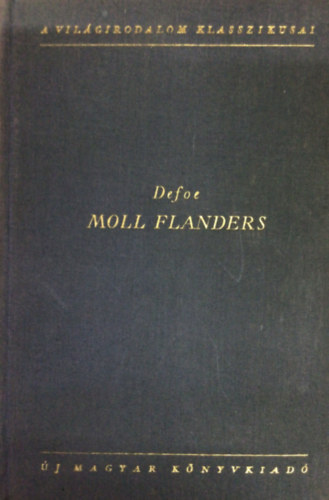 A VILÁGIRODALOM KLASSZIKUSAI
Defoe
MOLL FLANDERS
ÚJ MAGYAR KÖNYVKIADÓ